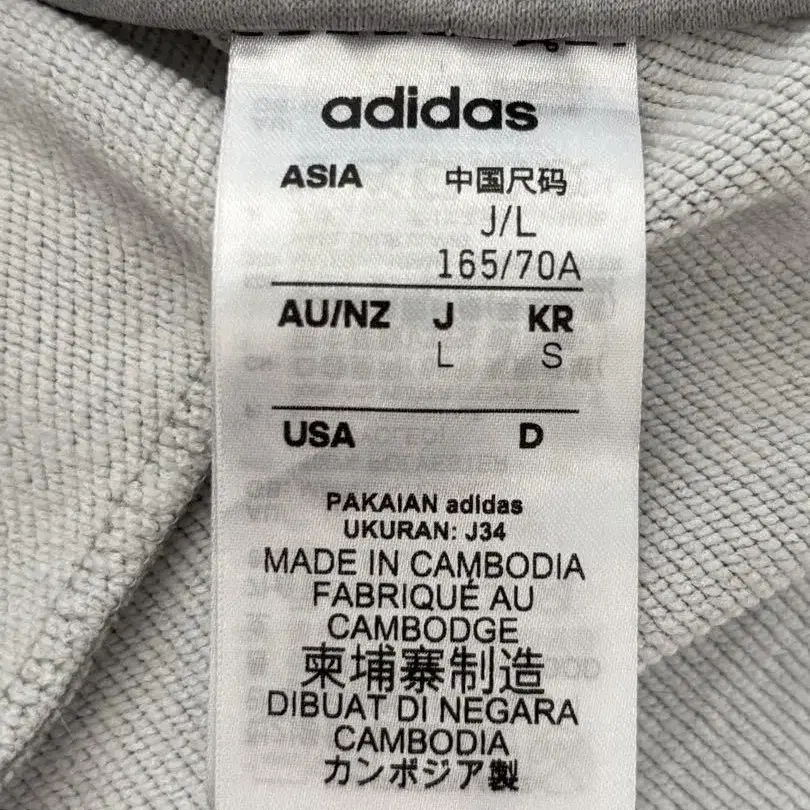 adidas
ASIA 中国尺码
J/L
165/70A
AU/NZ J KR
L S
USA D
PAKAIAN adidas
UKURAN: J34
MADE IN CAMBODIA
FABRIQUÉ AU
CAMBODGE
柬埔寨制造
DIBUAT DI NEGARA
CAMBODIA
カンボジア製